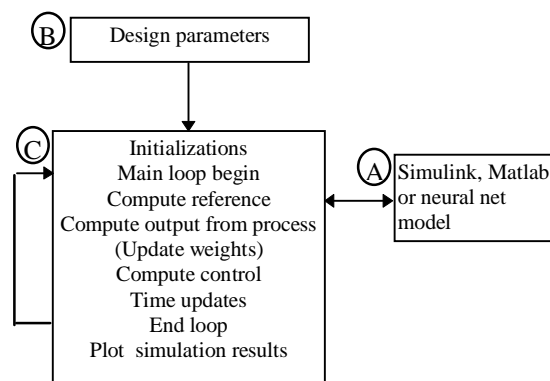 B
Design parameters
C
Initializations
Main loop begin
Compute reference
Compute output from process
(Update weights)
Compute control
Time updates
End loop
Plot simulation results
A
Simulink, Matlab
or neural net
model